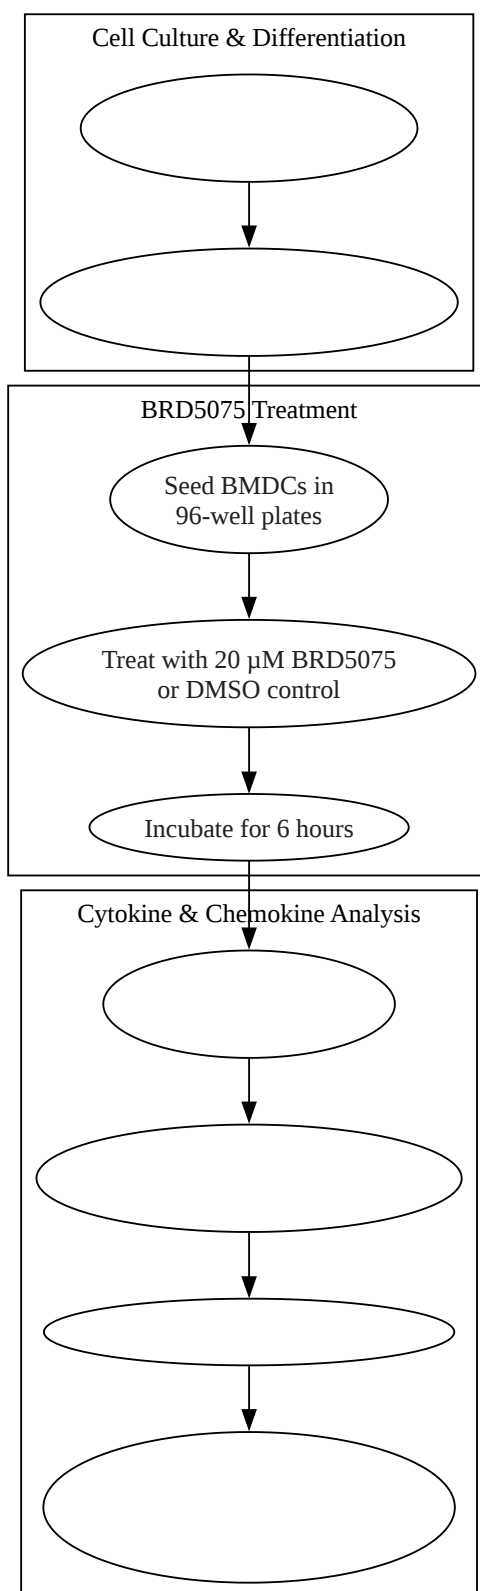 Cell Culture & Differentiation
BRD5075 Treatment
Seed BMDCs in
96-well plates
Treat with 20 µM BRD5075
or DMSO control
Incubate for 6 hours
Cytokine & Chemokine Analysis